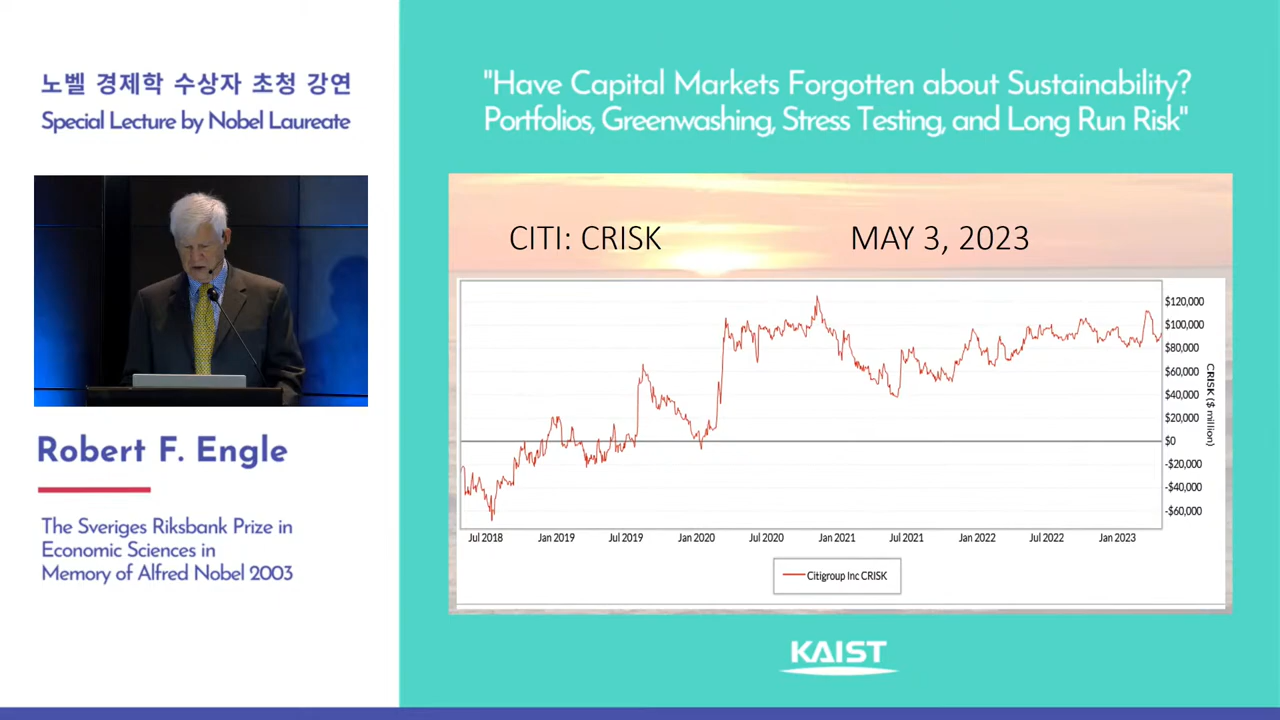 노벨 경제학 수상자 초청 강연
Special Lecture by Nobel Laureate
Robert F. Engle
The Sveriges Riksbank Prize in
Economic Sciences in
Memory of Alfred Nobel 2003
"Have Capital Markets Forgotten about Sustainability?
Portfolios, Greenwashing, Stress Testing, and Long Run Risk"
CITI: CRISK MAY 3, 2023
$120,000
$100,000
$80,000
$60,000
$40,000
$20,000
$0
-$20,000
-$40,000
-$60,000
CRISK ($ million)
Jul 2018 Jan 2019 Jul 2019 Jan 2020 Jul 2020 Jan 2021 Jul 2021 Jan 2022 Jul 2022 Jan 2023
Citigroup Inc CRISK
KAIST